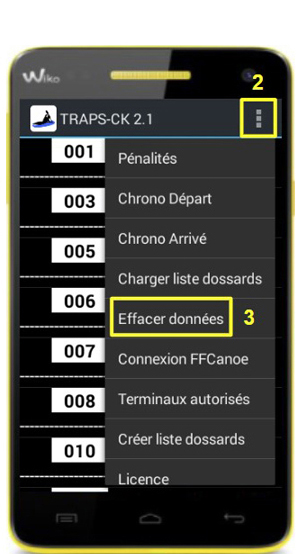 Wiko
2
TRAPS-CK 2.1
001
Pénalités
003
Chrono Départ
005
Chrono Arrivé
Charger liste dossards
006
Effacer données
3
007
Connexion FFCanoe
008
Terminaux autorisés
010
Créer liste dossards
Licence